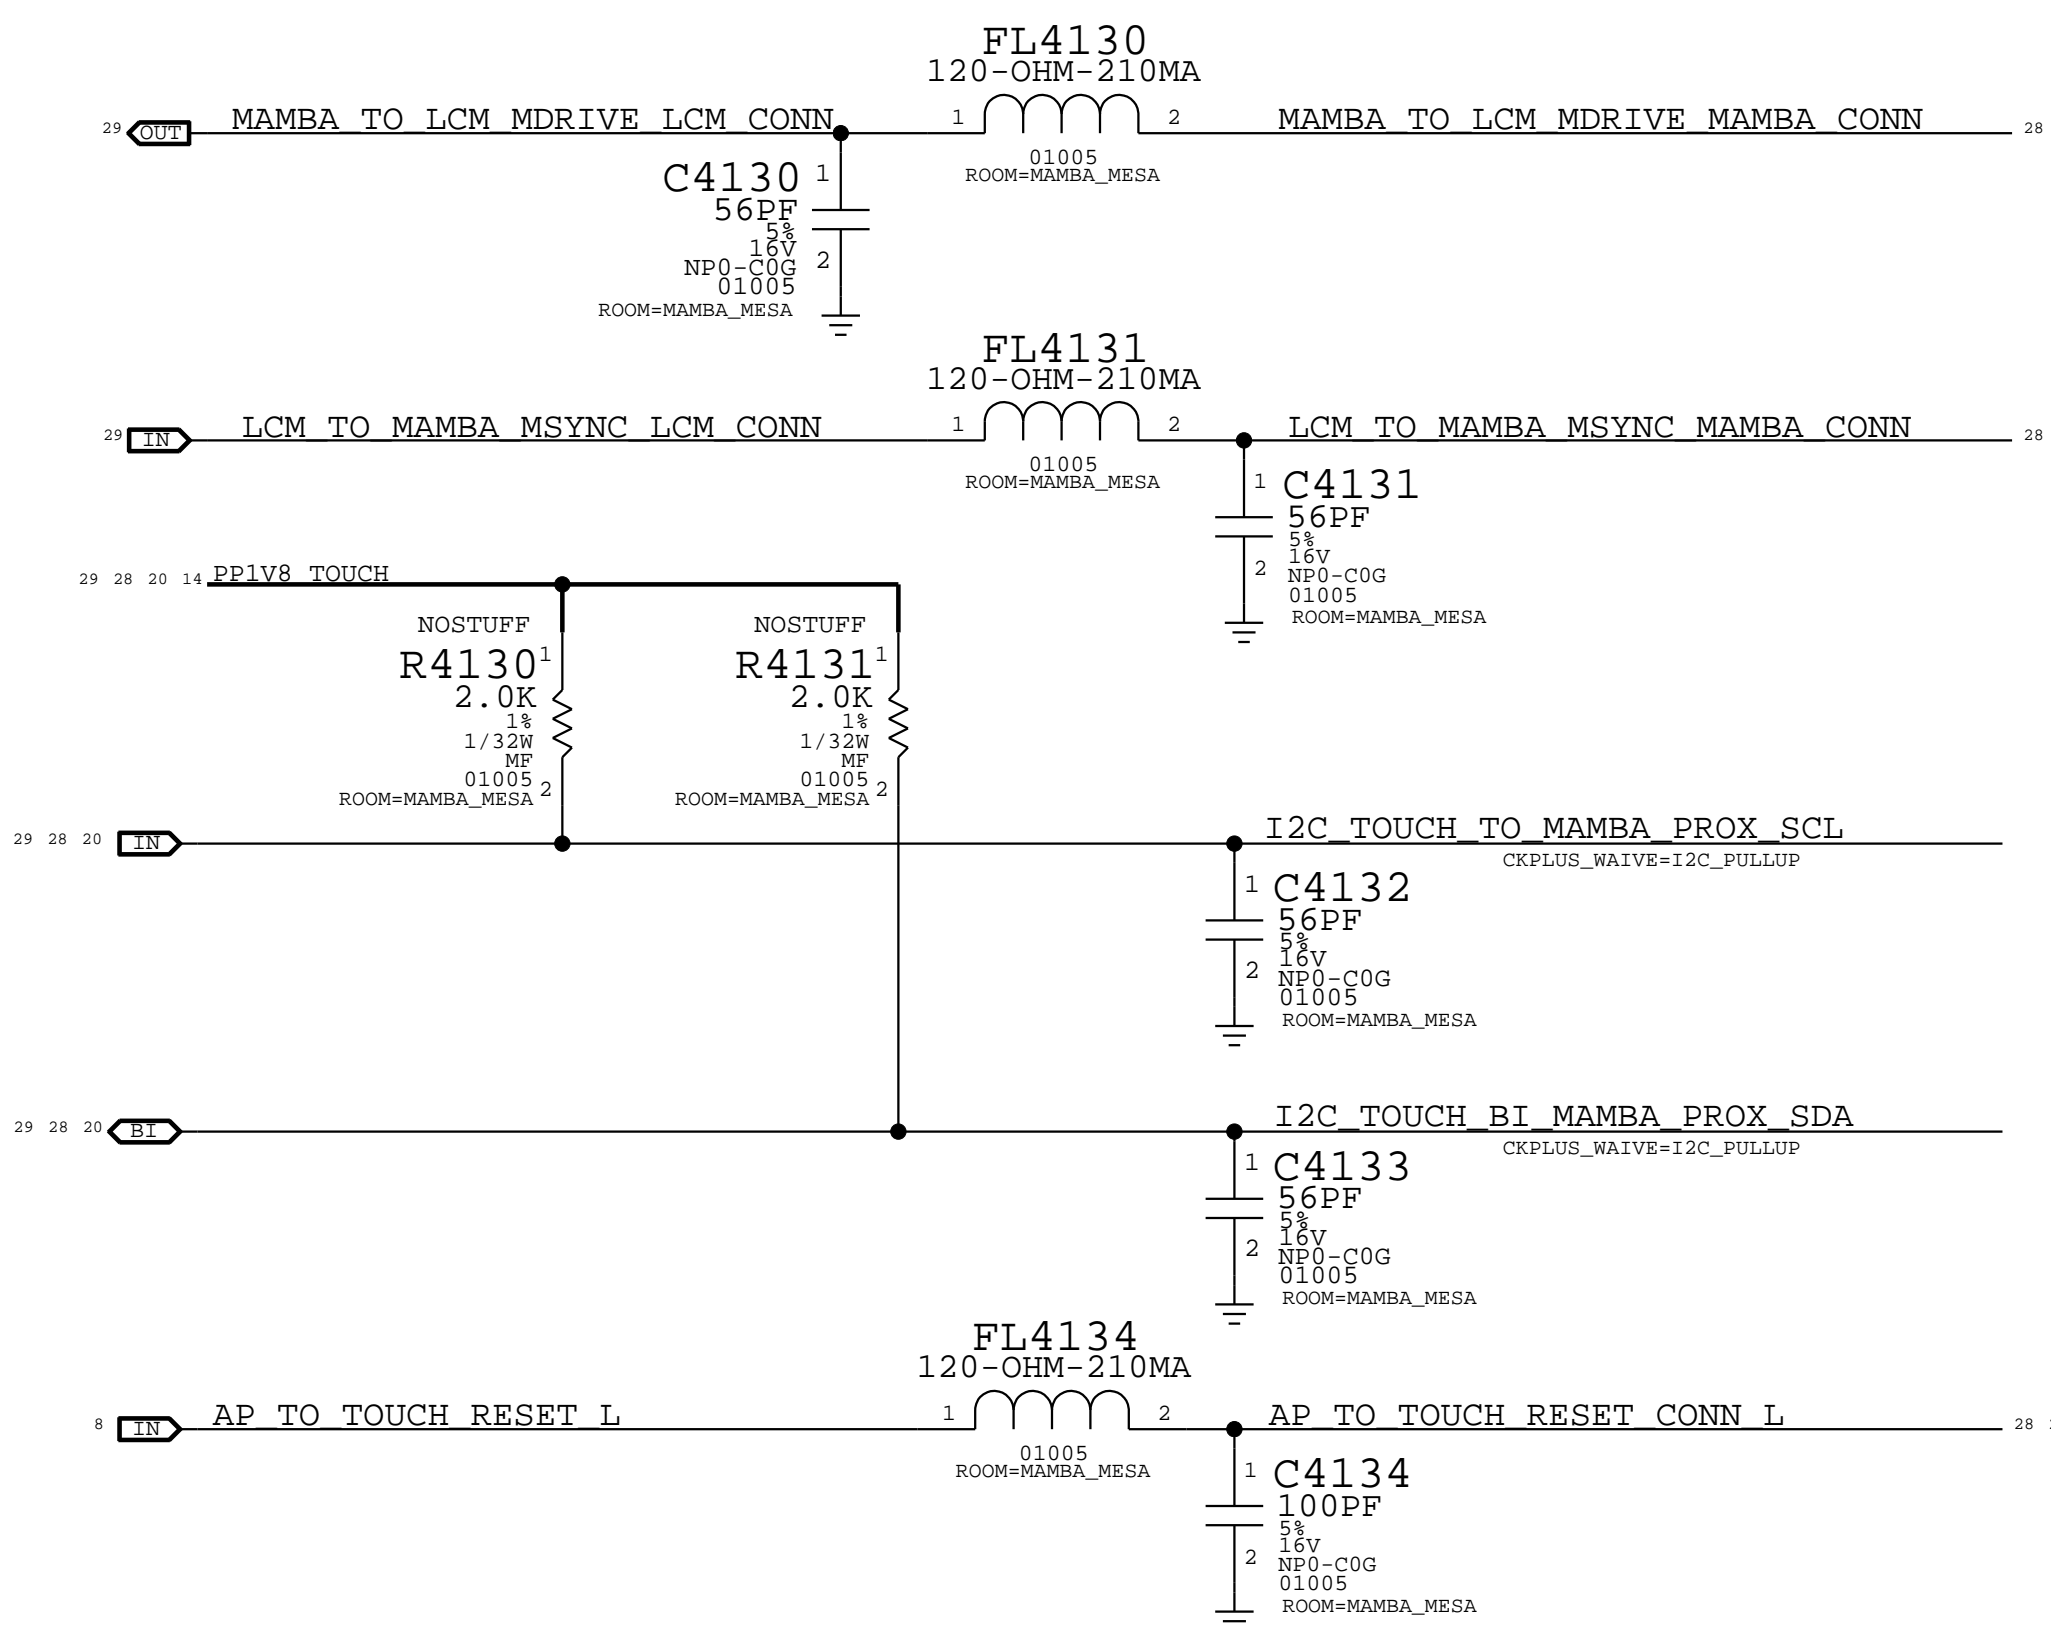 FL4130
120-OHM-210MA
29 OUT MAMBA_TO_LCM_MDRIVE_LCM_CONN 1 2 MAMBA_TO_LCM_MDRIVE_MAMBA_CONN 28
01005
ROOM=MAMBA_MESA
C4130 1
56PF
5%
16V
NP0-C0G 2
01005
ROOM=MAMBA_MESA
FL4131
120-OHM-210MA
29 IN LCM_TO_MAMBA_MSYNC_LCM_CONN 1 2 LCM_TO_MAMBA_MSYNC_MAMBA_CONN 28
01005
ROOM=MAMBA_MESA
1 C4131
56PF
5%
16V
2 NP0-C0G
01005
ROOM=MAMBA_MESA
29 28 20 14 PP1V8_TOUCH
NOSTUFF
R4130 1
2.0K
1%
1/32W
MF
01005
ROOM=MAMBA_MESA 2
NOSTUFF
R4131 1
2.0K
1%
1/32W
MF
01005
ROOM=MAMBA_MESA 2
29 28 20 IN I2C_TOUCH_TO_MAMBA_PROX_SCL
CKPLUS_WAIVE=I2C_PULLUP
1 C4132
56PF
5%
16V
2 NP0-C0G
01005
ROOM=MAMBA_MESA
29 28 20 BI I2C_TOUCH_BI_MAMBA_PROX_SDA
CKPLUS_WAIVE=I2C_PULLUP
1 C4133
56PF
5%
16V
2 NP0-C0G
01005
ROOM=MAMBA_MESA
FL4134
120-OHM-210MA
8 IN AP_TO_TOUCH_RESET_L 1 2 AP_TO_TOUCH_RESET_CONN_L 28
01005
ROOM=MAMBA_MESA
1 C4134
100PF
5%
16V
2 NP0-C0G
01005
ROOM=MAMBA_MESA